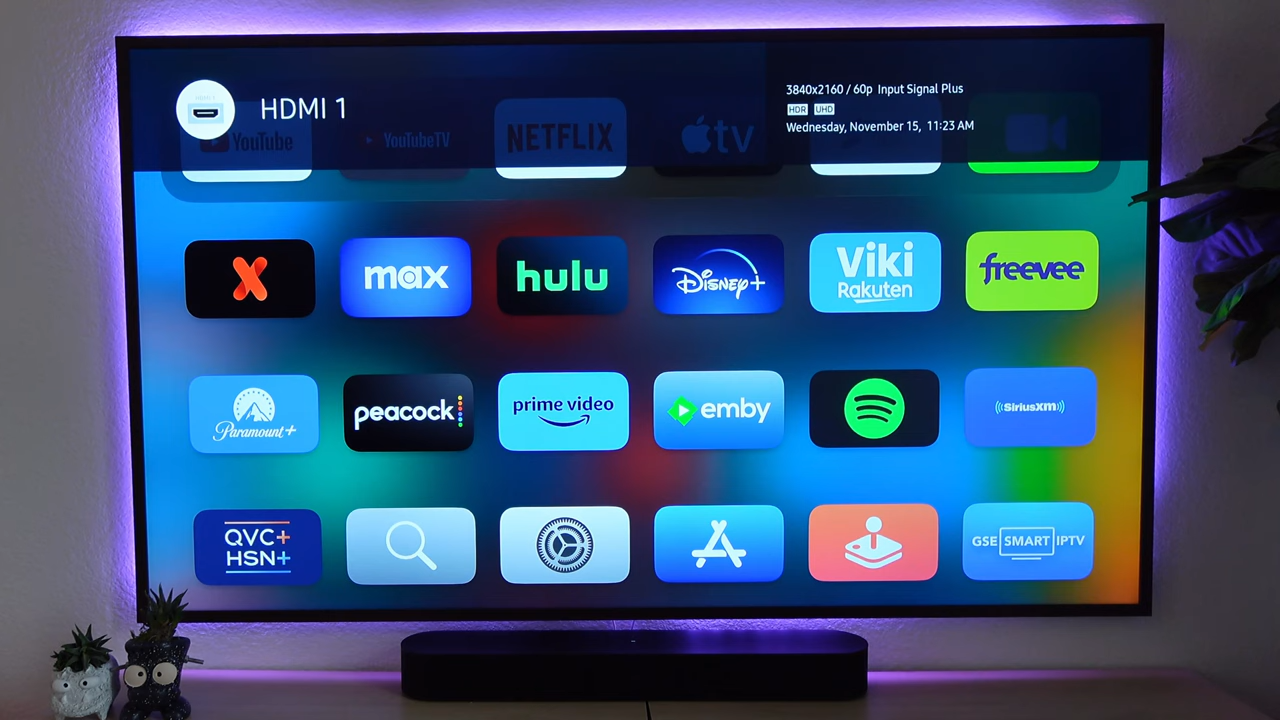 HDMI 1
3840x2160 / 60p Input Signal Plus
HDR UHD
Wednesday, November 15, 11:23 AM
YouTube
YouTubeTV
NETFLIX
tv
max
hulu
Disney+
Viki
Rakuten
freevee
Paramount+
peacock
prime video
emby
SiriusXM
QVC+
HSN+
GSE SMART IPTV